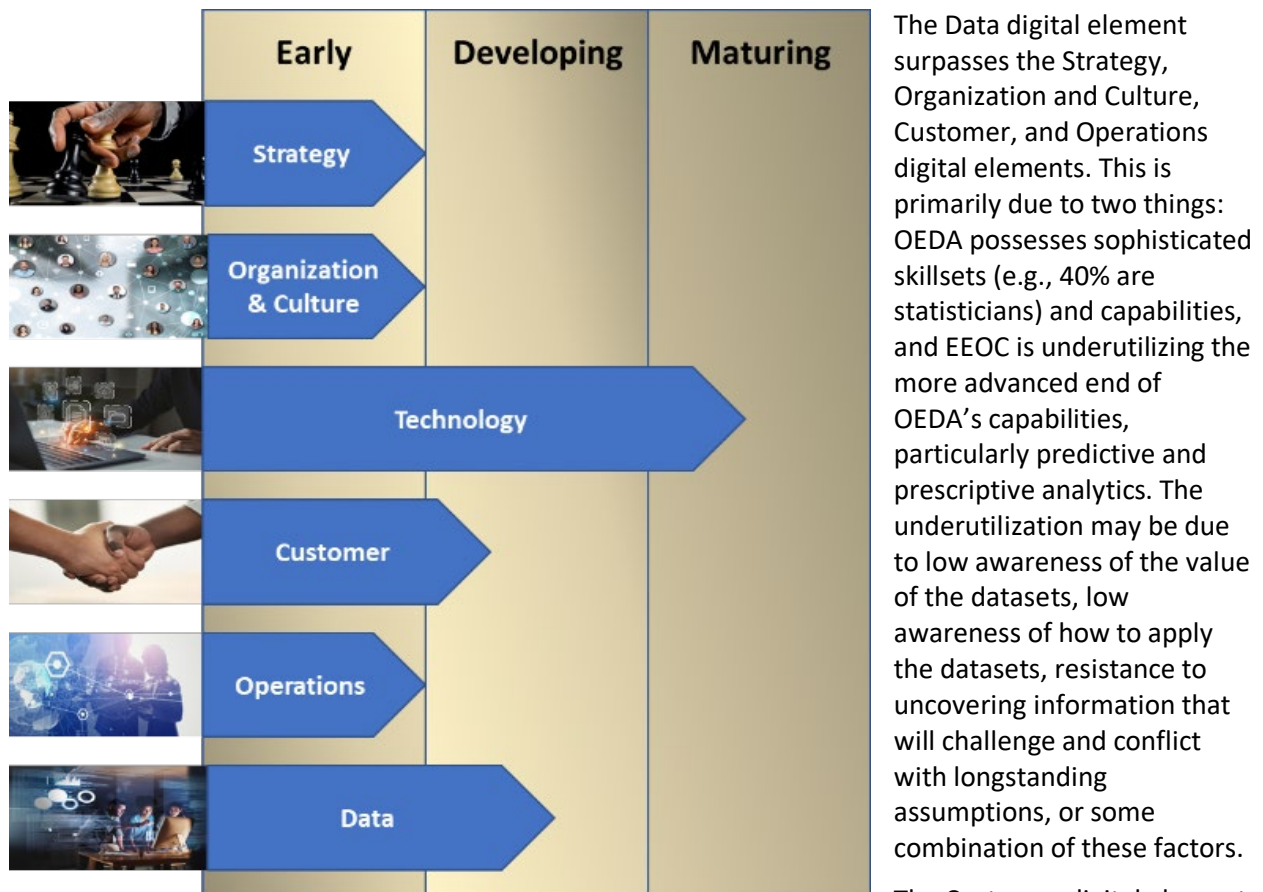 Early
Developing
Maturing
Strategy
Organization
& Culture
Technology
Customer
Operations
Data
The Data digital element
surpasses the Strategy,
Organization and Culture,
Customer, and Operations
digital elements. This is
primarily due to two things:
OEDA possesses sophisticated
skillsets (e.g., 40% are
statisticians) and capabilities,
and EEOC is underutilizing the
more advanced end of
OEDA’s capabilities,
particularly predictive and
prescriptive analytics. The
underutilization may be due
to low awareness of the value
of the datasets, low
awareness of how to apply
the datasets, resistance to
uncovering information that
will challenge and conflict
with longstanding
assumptions, or some
combination of these factors.